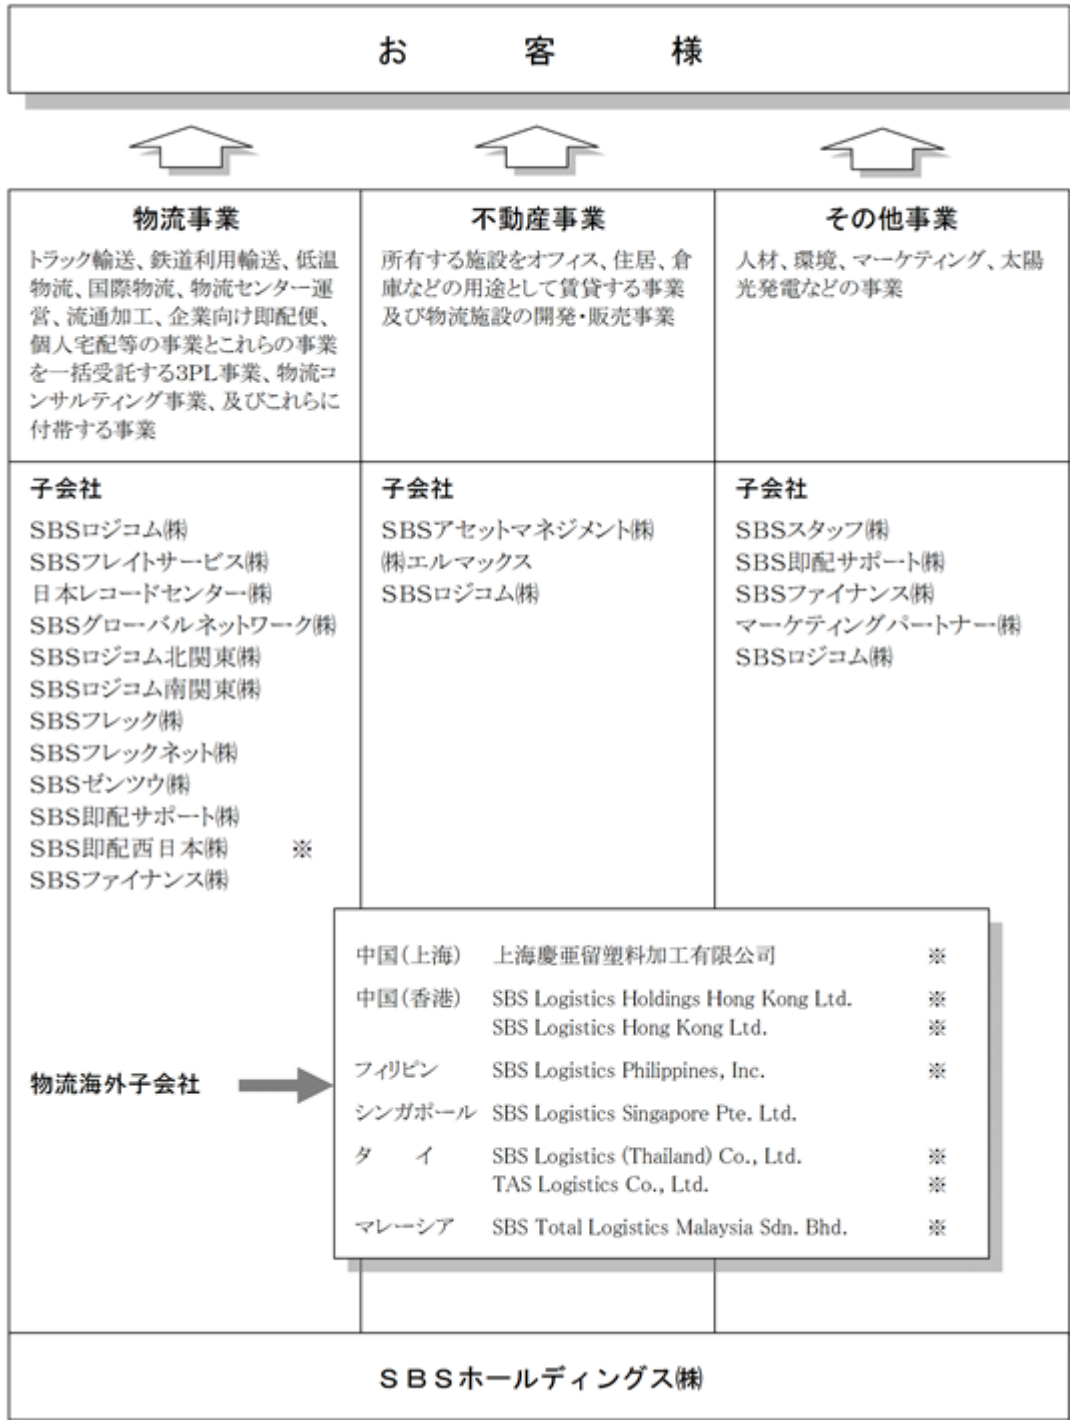 お客様
物流事業
トラック輸送、鉄道利用輸送、低温
物流、国際物流、物流センター運
営、流通加工、企業向け即配便、
個人宅配等の事業とこれらの事業
を一括受託する3PL事業、物流コ
ンサルティング事業、及びこれらに
付帯する事業
不動産事業
所有する施設をオフィス、住居、倉
庫などの用途として賃貸する事業
及び物流施設の開発・販売事業
その他事業
人材、環境、マーケティング、太陽
光発電などの事業
子会社
SBSロジコム㈱
SBSフレイトサービス㈱
日本レコードセンター㈱
SBSグローバルネットワーク㈱
SBSロジコム北関東㈱
SBSロジコム南関東㈱
SBSフレック㈱
SBSフレックネット㈱
SBSゼンツウ㈱
SBS即配サポート㈱
SBS即配西日本㈱ ※
SBSファイナンス㈱
子会社
SBSアセットマネジメント㈱
㈱エルマックス
SBSロジコム㈱
子会社
SBSスタッフ㈱
SBS即配サポート㈱
SBSファイナンス㈱
マーケティングパートナー㈱
SBSロジコム㈱
物流海外子会社
中国(上海) 上海慶亜留塑料加工有限公司 ※
中国(香港) SBS Logistics Holdings Hong Kong Ltd. ※
SBS Logistics Hong Kong Ltd. ※
フィリピン SBS Logistics Philippines, Inc. ※
シンガポール SBS Logistics Singapore Pte. Ltd.
タイ SBS Logistics (Thailand) Co., Ltd. ※
TAS Logistics Co., Ltd. ※
マレーシア SBS Total Logistics Malaysia Sdn. Bhd. ※
SBSホールディングス㈱